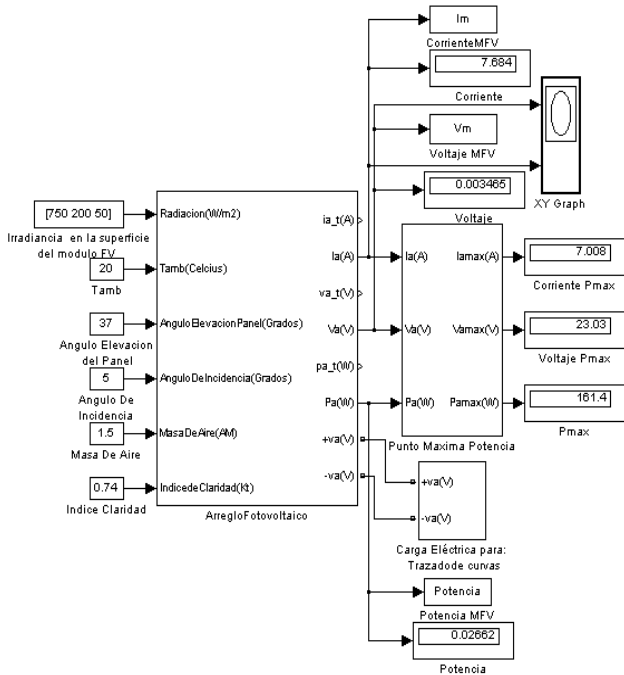 Im
CorrienteMFV
7.684
Corriente
Vm
Voltaje MFV
0.003465
Voltaje
XY Graph
[750 200 50]
Irradiancia en la superficie
del modulo FV
20
Tamb
37
Angulo Elevacion
del Panel
5
Angulo De
Incidencia
1.5
Masa De Aire
0.74
Indice Claridad
Radiacion(W/m2)
Tamb(Celcius)
AnguloElevacionPanel(Grados)
AnguloDeIncidencia(Grados)
MasaDeAire(AM)
IndicedeClaridad(Kt)
ia_t(A)
Ia(A)
va_t(V)
Va(V)
pa_t(W)
Pa(W)
+va(V)
-va(V)
ArregloFotovoltaico
Ia(A)
Va(V)
Pa(W)
Iamax(A)
Vamax(V)
Pamax(W)
Punto Maxima Potencia
7.008
Corriente Pmax
23.03
Voltaje Pmax
161.4
Pmax
+va(V)
-va(V)
Carga Eléctrica para:
Trazadode curvas
Potencia
Potencia MFV
0.02662
Potencia